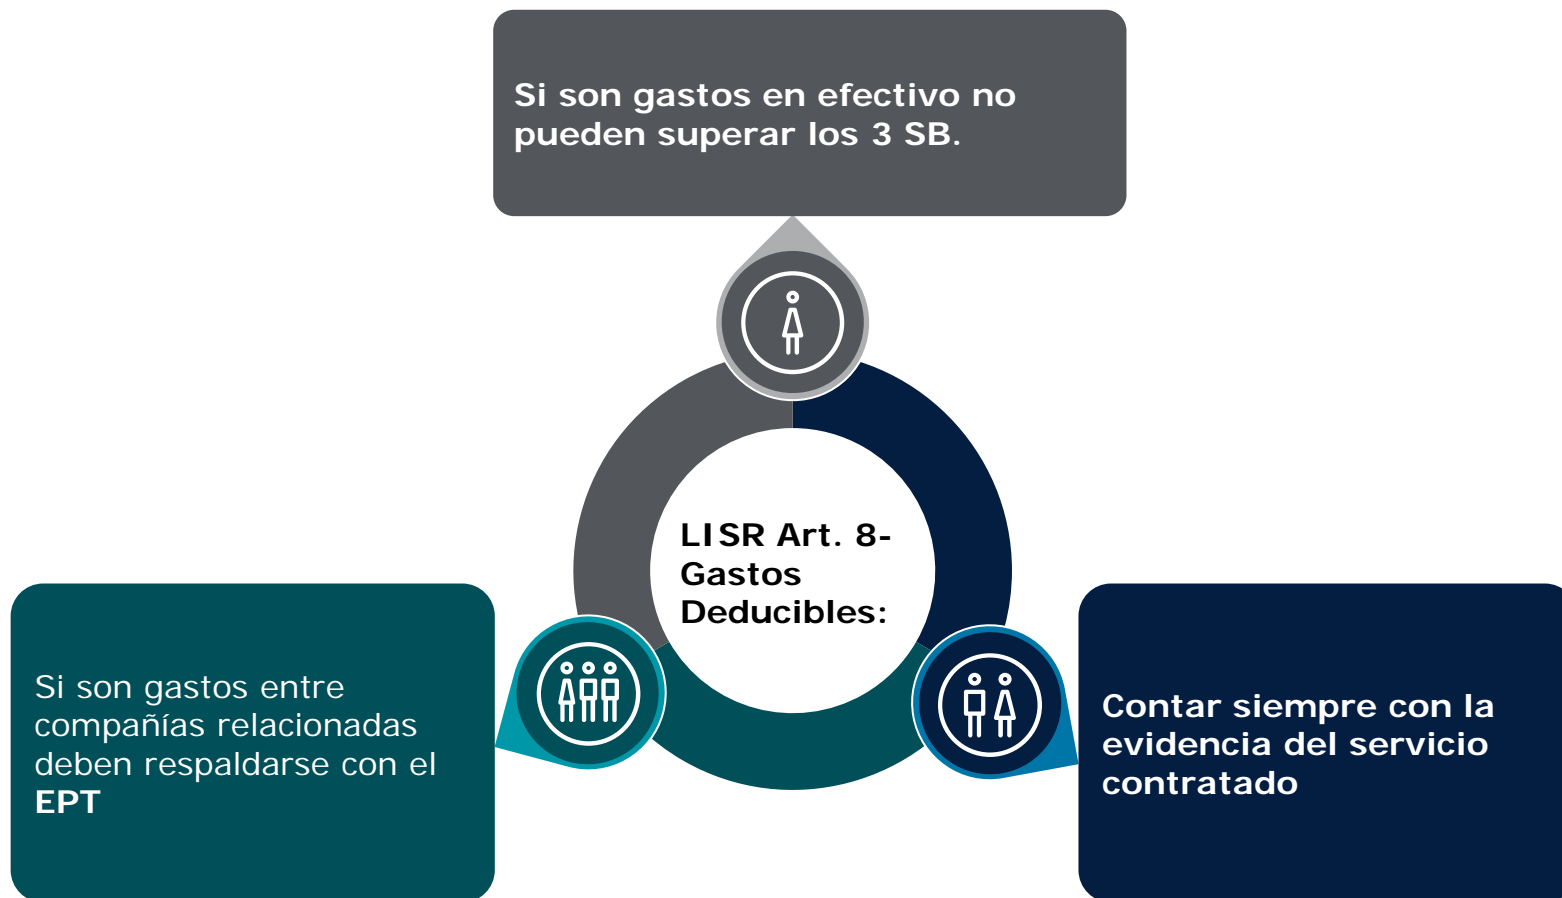 Si son gastos en efectivo no
pueden superar los 3 SB.
LISR Art. 8-
Gastos
Deducibles:
Si son gastos entre
compañías relacionadas
deben respaldarse con el
EPT
Contar siempre con la
evidencia del servicio
contratado